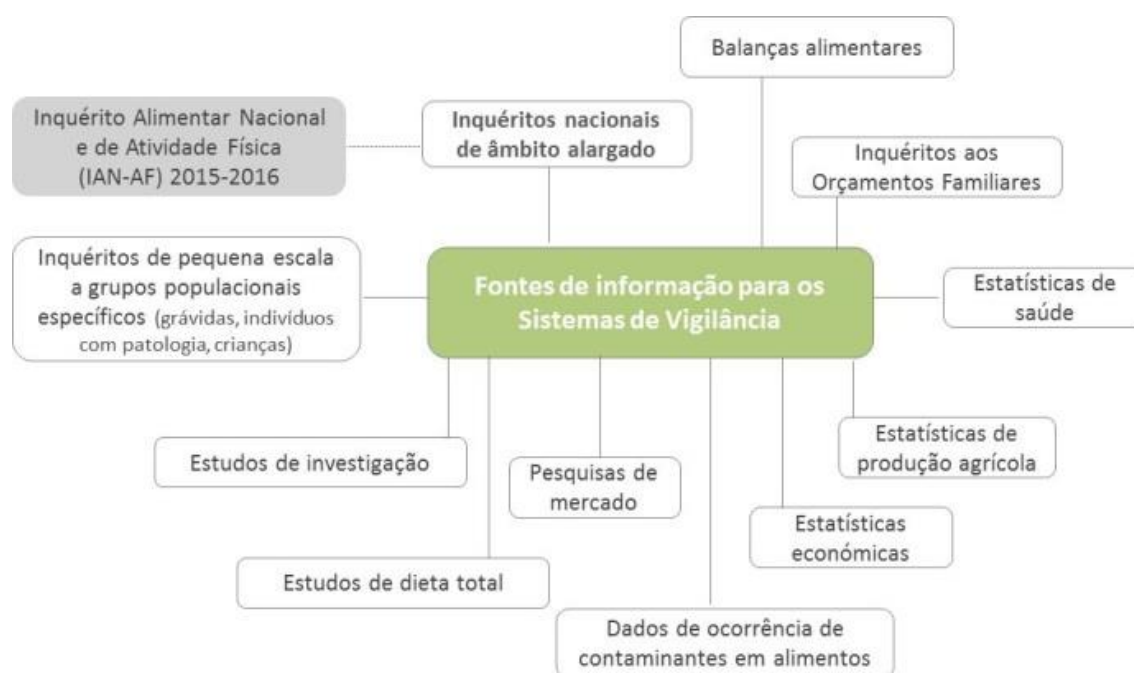 Balanças alimentares
Inquérito Alimentar Nacional
e de Atividade Física
(IAN-AF) 2015-2016
Inquéritos nacionais
de âmbito alargado
Inquéritos aos
Orçamentos Familiares
Inquéritos de pequena escala
a grupos populacionais
específicos (grávidas, indivíduos
com patologia, crianças)
Fontes de informação para os
Sistemas de Vigilância
Estatísticas de
saúde
Estudos de investigação
Pesquisas de
mercado
Estatísticas de
produção agrícola
Estatísticas
económicas
Estudos de dieta total
Dados de ocorrência de
contaminantes em alimentos